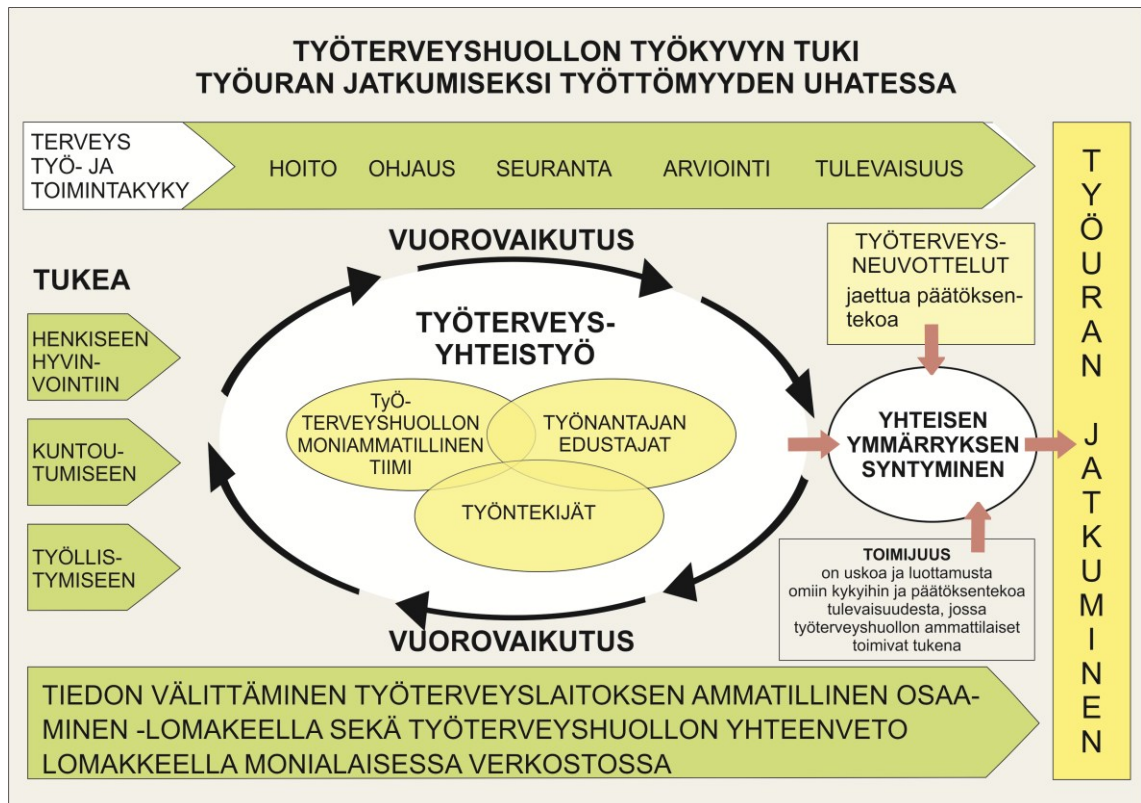 TYÖTERVEYSHUOLLON TYÖKYVYN TUKI
TYÖURAN JATKUMISEKSI TYÖTTÖMYYDEN UHATESSA
TERVEYS
TYÖ- JA
TOIMINTAKYKY
HOITO OHJAUS SEURANTA ARVIOINTI TULEVAISUUS
TUKEA
HENKISEEN
HYVIN-
VOINTIIN
KUNTOU-
TUMISEEN
TYÖLLIS-
TYMISEEN
VUOROVAIKUTUS
TYÖTERVEYS-
YHTEISTYÖ
TyÖ-
TERVEYSHUOLLON
MONIAMMATILLINEN
TIIMI
TYÖNANTAJAN
EDUSTAJAT
TYÖNTEKIJÄT
VUOROVAIKUTUS
TYÖTERVEYS-
NEUVOTTELUT
jaettua päätöksen-
tekoa
YHTEISEN
YMMÄRRYKSEN
SYNTYMINEN
TOIMIJUUS
on uskoa ja luottamusta
omiin kykyihin ja päätöksentekoa
tulevaisuudesta, jossa
työterveyshuollon ammattilaiset
toimivat tukena
TYÖURAN JATKUMINEN
TIEDON VÄLITTÄMINEN TYÖTERVEYSLAITOKSEN AMMATILLINEN OSAA-
MINEN -LOMAKEELLA SEKÄ TYÖTERVEYSHUOLLON YHTEENVETO
LOMAKKEELLA MONIALAISESSA VERKOSTOSSA